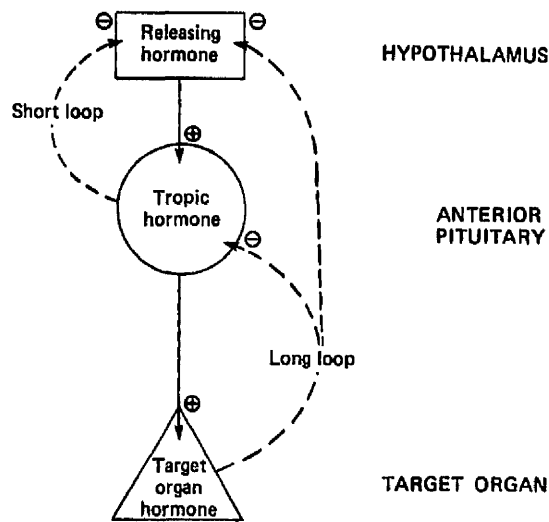 ⊖ Releasing hormone ⊖
HYPOTHALAMUS
Short loop
⊕
Tropic
hormone
⊖
ANTERIOR
PITUITARY
Long loop
⊕
Target
organ
hormone
TARGET ORGAN